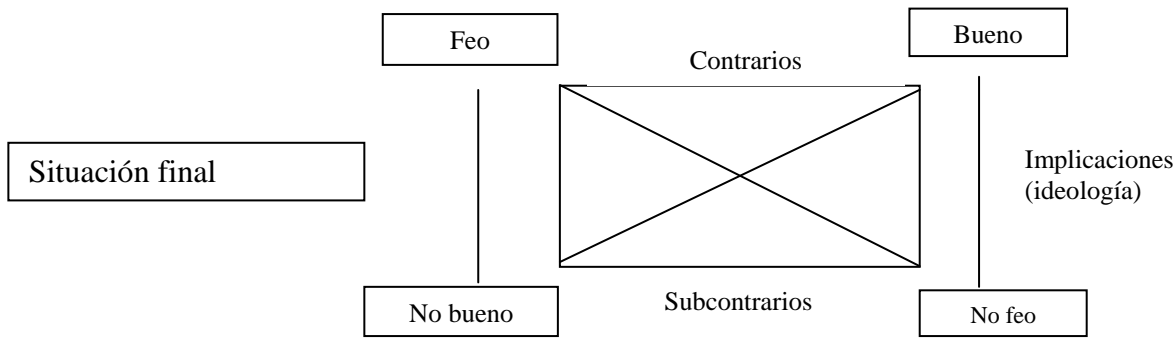 Feo
Bueno
Contrarios
Situación final
Implicaciones
(ideología)
No bueno
Subcontrarios
No feo